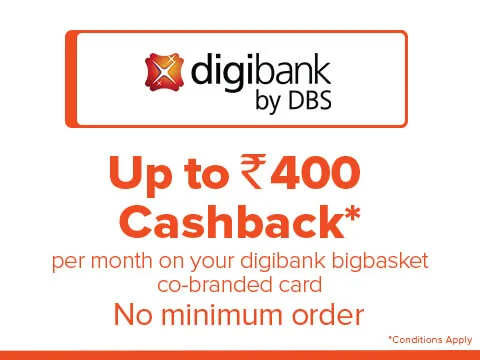 digibank
by DBS
Up to ₹400
Cashback*
per month on your digibank bigbasket
co-branded card
No minimum order
*Conditions Apply